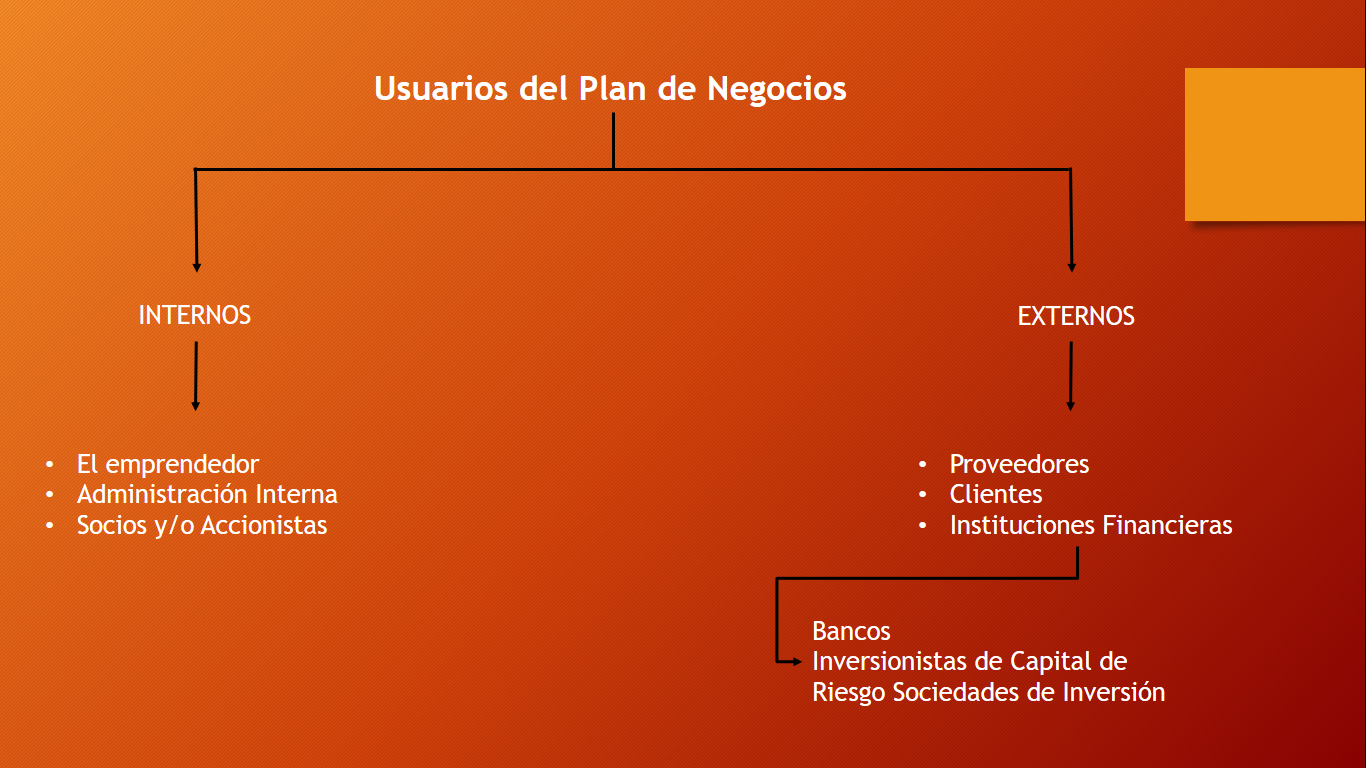 Usuarios del Plan de Negocios
INTERNOS
EXTERNOS
• El emprendedor
• Administración Interna
• Socios y/o Accionistas
• Proveedores
• Clientes
• Instituciones Financieras
Bancos
Inversionistas de Capital de
Riesgo Sociedades de Inversión